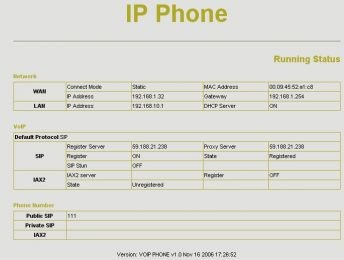 IP Phone
Running Status
Network
WAN Connect Mode Static MAC Address 00:09:45:52:a1:c8
IP Address 192.168.1.32 Gateway 192.168.1.254
LAN IP Address 192.168.10.1 DHCP Server ON
VoIP
Default Protocol:SIP
SIP Register Server 59.188.21.238 Proxy Server 59.188.21.238
Register ON State Registered
SIP Stun OFF
IAX2 IAX2 server Register OFF
State Unregistered
Phone Number
Public SIP 111
Private SIP
IAX2
Version: VOIP PHONE v1.0 Nov 16 2006 17:28:52